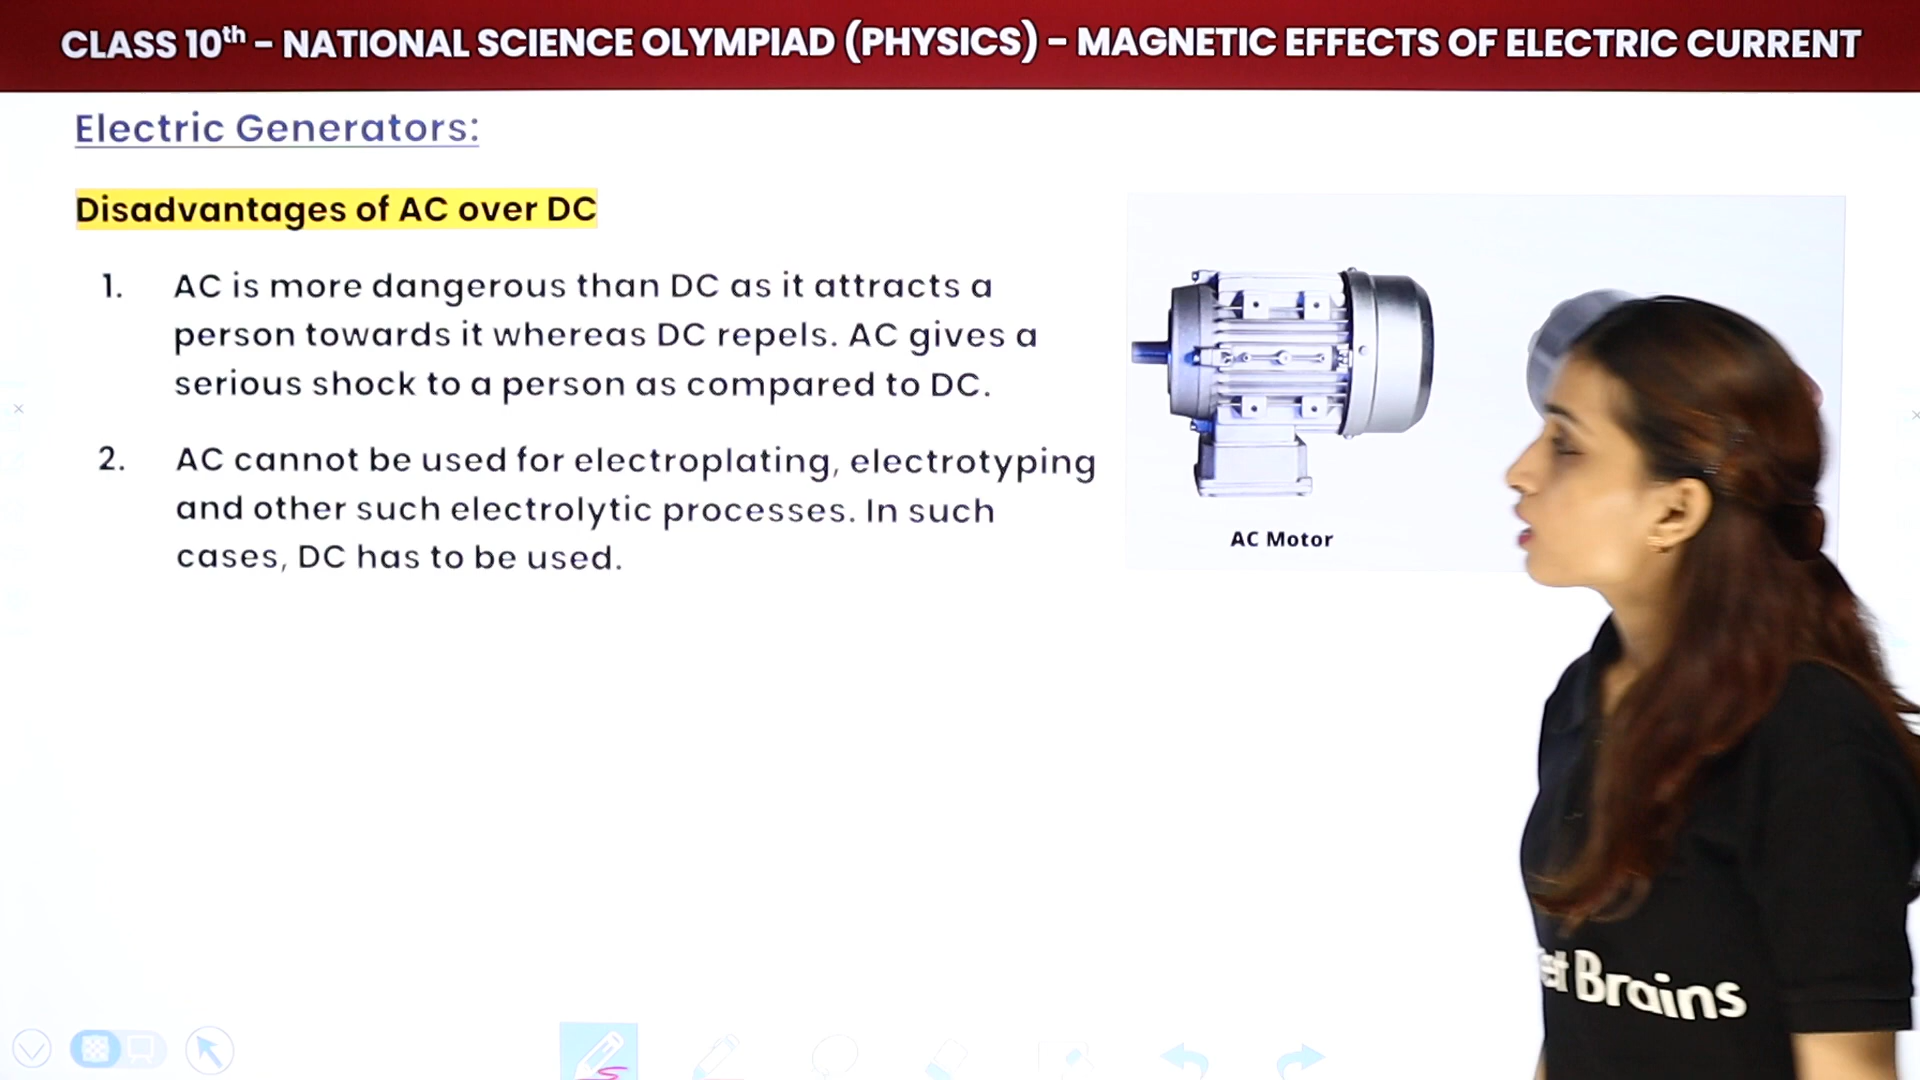 CLASS 10th – NATIONAL SCIENCE OLYMPIAD (PHYSICS) – MAGNETIC EFFECTS OF ELECTRIC CURRENT
Electric Generators:
Disadvantages of AC over DC
1. AC is more dangerous than DC as it attracts a
person towards it whereas DC repels. AC gives a
serious shock to a person as compared to DC.
2. AC cannot be used for electroplating, electrotyping
and other such electrolytic processes. In such
cases, DC has to be used.
AC Motor
Brains